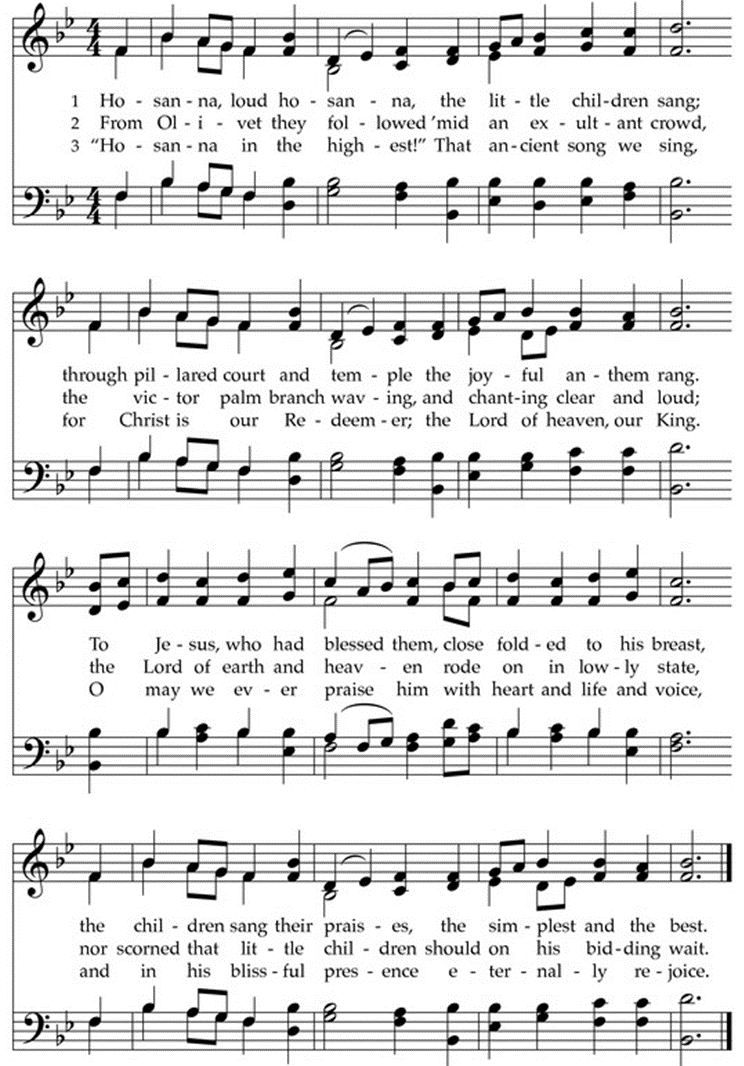 1 Ho - san - na, loud ho - san - na, the lit - tle chil - dren sang;
2 From Ol - i - vet they fol - lowed 'mid an ex - ult - ant crowd,
3 “Ho - san - na in the high - est!” That an - cient song we sing,
through pil - lared court and tem - ple the joy - ful an - them rang.
the vic - tor palm branch wav - ing, and chant - ing clear and loud;
for Christ is our Re - deem - er; the Lord of heaven, our King.
To Je - sus, who had blessed them, close fold - ed to his breast,
the Lord of earth and heav - en rode on in low - ly state,
O may we ev - er praise him with heart and life and voice,
the chil - dren sang their prais - es, the sim - plest and the best.
nor scorned that lit - tle chil - dren should on his bid - ding wait.
and in his bliss - ful pres - ence e - ter - nal - ly re - joice.